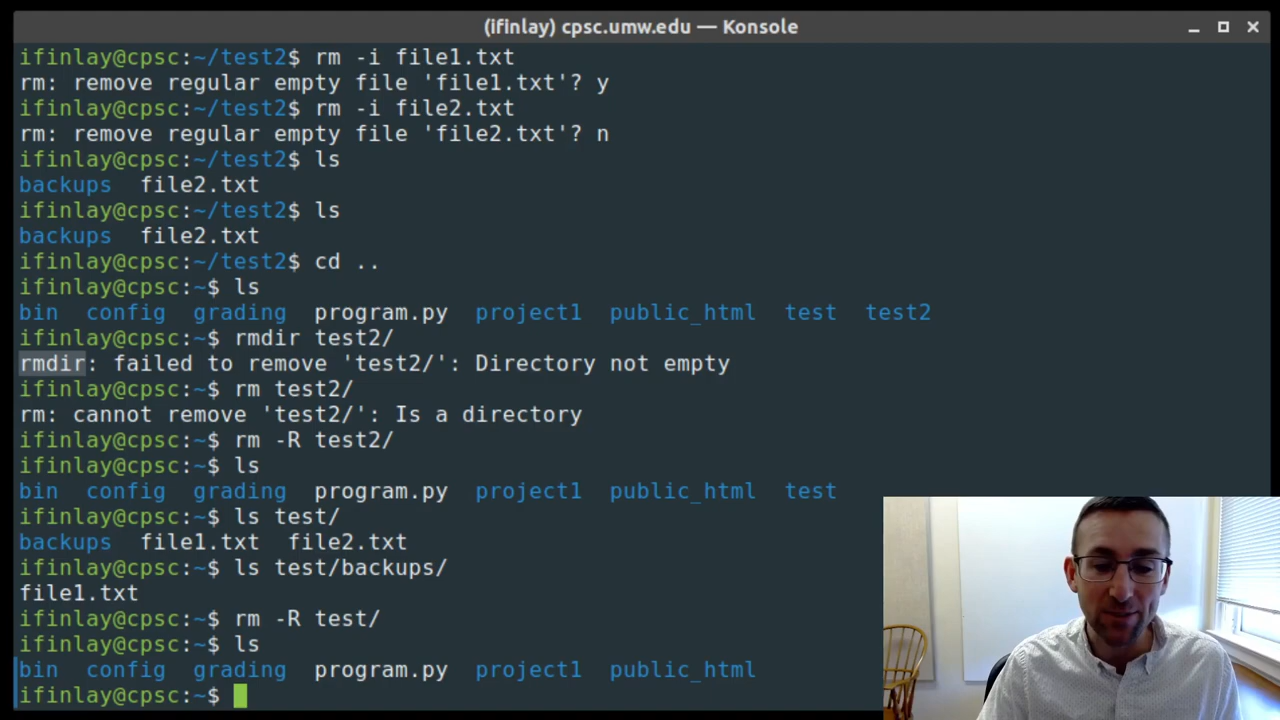 (ifinlay) cpsc.umw.edu — Konsole
ifinlay@cpsc:~/test2$ rm -i file1.txt
rm: remove regular empty file 'file1.txt'? y
ifinlay@cpsc:~/test2$ rm -i file2.txt
rm: remove regular empty file 'file2.txt'? n
ifinlay@cpsc:~/test2$ ls
backups  file2.txt
ifinlay@cpsc:~/test2$ ls
backups  file2.txt
ifinlay@cpsc:~/test2$ cd ..
ifinlay@cpsc:~$ ls
bin  config  grading  program.py  project1  public_html  test  test2
ifinlay@cpsc:~$ rmdir test2/
rmdir: failed to remove 'test2/': Directory not empty
ifinlay@cpsc:~$ rm test2/
rm: cannot remove 'test2/': Is a directory
ifinlay@cpsc:~$ rm -R test2/
ifinlay@cpsc:~$ ls
bin  config  grading  program.py  project1  public_html  test
ifinlay@cpsc:~$ ls test/
backups  file1.txt  file2.txt
ifinlay@cpsc:~$ ls test/backups/
file1.txt
ifinlay@cpsc:~$ rm -R test/
ifinlay@cpsc:~$ ls
bin  config  grading  program.py  project1  public_html
ifinlay@cpsc:~$